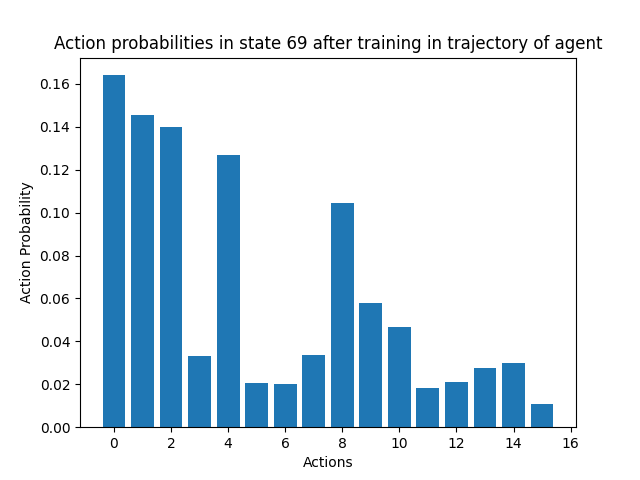 Action probabilities in state 69 after training in trajectory of agent
0.16
0.14
0.12
0.10
0.08
0.06
0.04
0.02
0.00
Action Probability
0 2 4 6 8 10 12 14 16
Actions